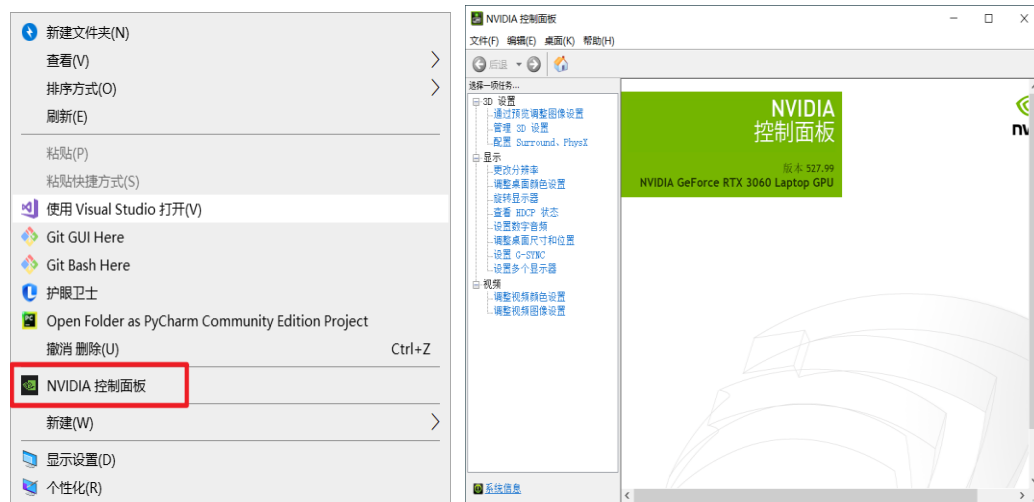 新建文件夹(N)
查看(V)
排序方式(O)
刷新(E)
粘贴(P)
粘贴快捷方式(S)
使用 Visual Studio 打开(V)
Git GUI Here
Git Bash Here
护眼卫士
Open Folder as PyCharm Community Edition Project
撤消 删除(U) Ctrl+Z
NVIDIA 控制面板
新建(W)
显示设置(D)
个性化(R)
NVIDIA 控制面板
文件(F) 编辑(E) 桌面(K) 帮助(H)
后退
选择一项任务...
3D 设置
通过预览调整图像设置
管理 3D 设置
配置 Surround、PhysX
显示
更改分辨率
调整桌面颜色设置
旋转显示器
查看 HDCP 状态
设置数字音频
调整桌面尺寸和位置
设置 G-SYNC
设置多个显示器
视频
调整视频颜色设置
调整视频图像设置
系统信息
NVIDIA
控制面板
版本 527.99
NVIDIA GeForce RTX 3060 Laptop GPU